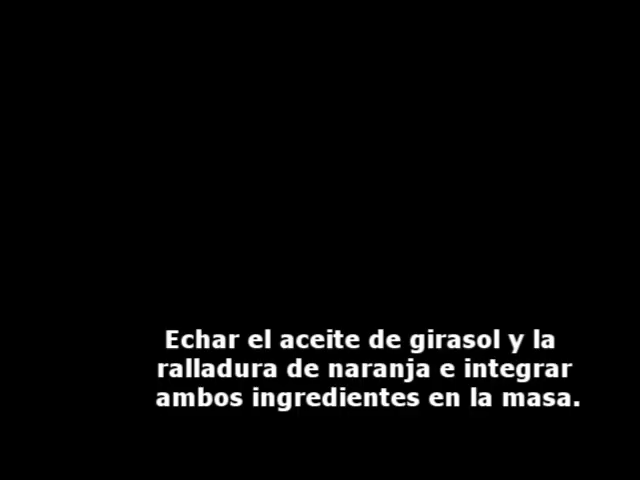 Echar el aceite de girasol y la
ralladura de naranja e integrar
ambos ingredientes en la masa.